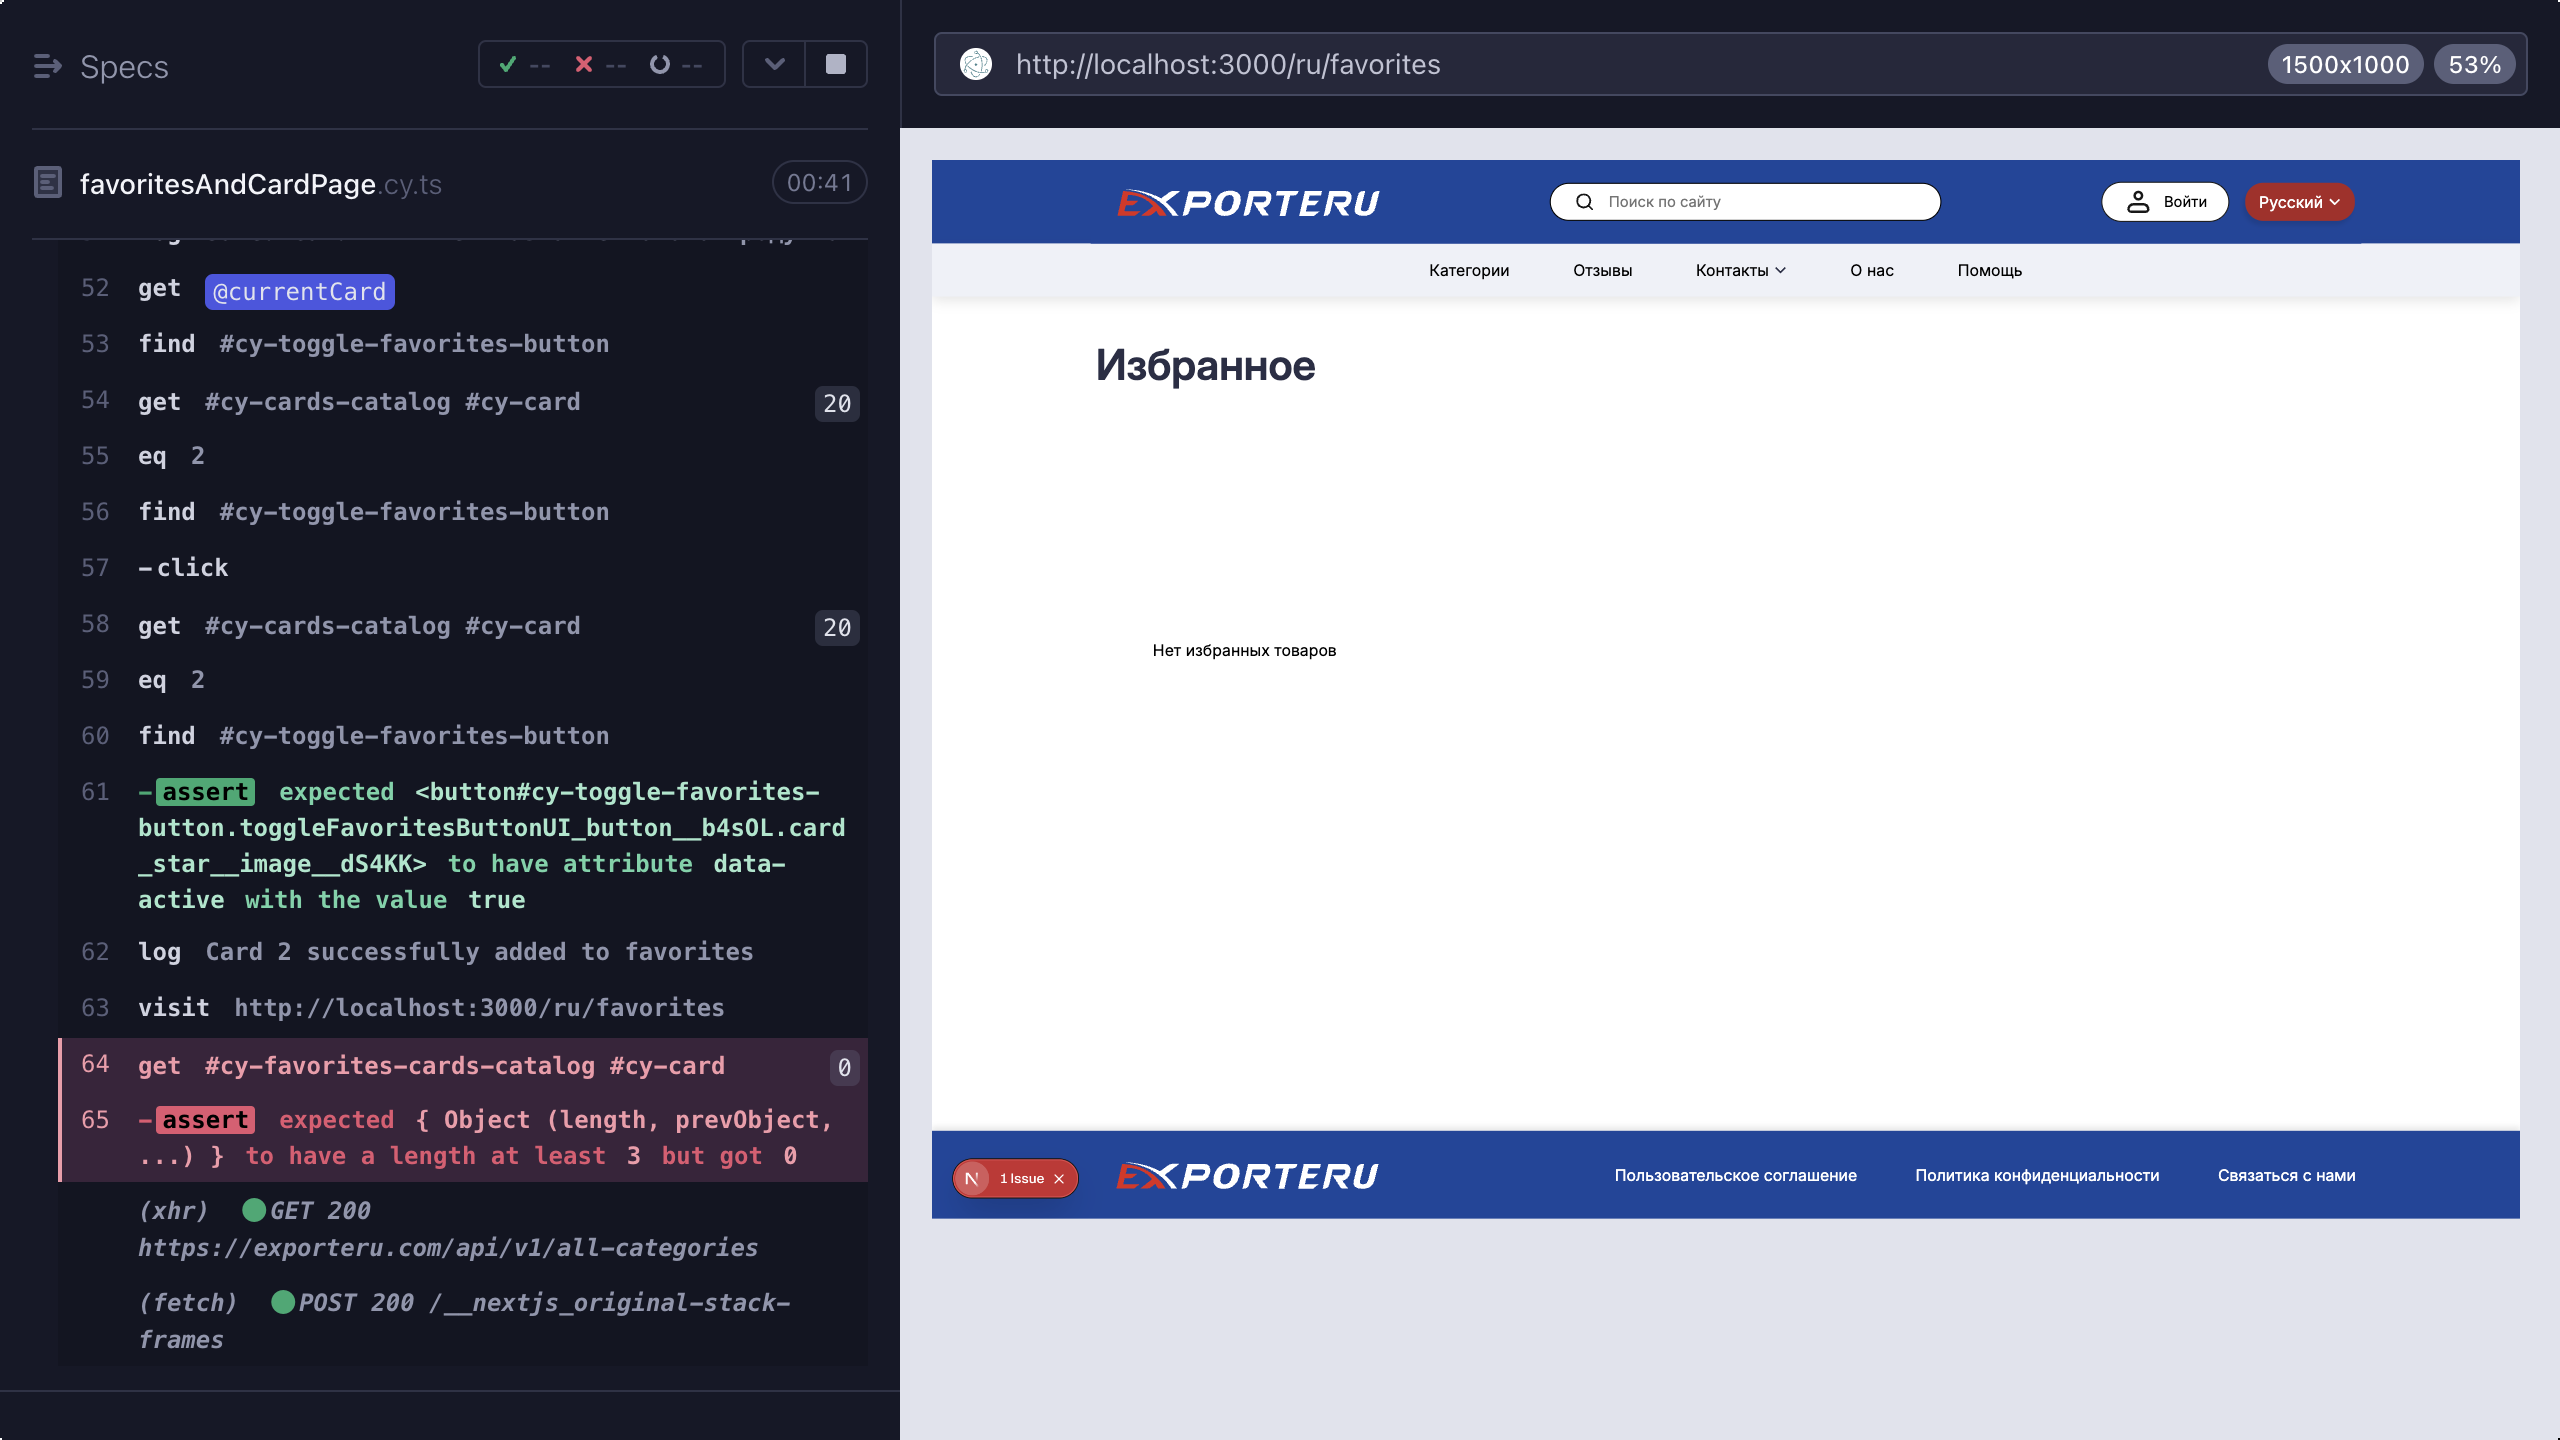 Specs
-- -- --
favoritesAndCardPage.cy.ts
00:41
52 get @currentCard
53 find #cy-toggle-favorites-button
54 get #cy-cards-catalog #cy-card 20
55 eq 2
56 find #cy-toggle-favorites-button
57 -click
58 get #cy-cards-catalog #cy-card 20
59 eq 2
60 find #cy-toggle-favorites-button
61 -assert expected <button#cy-toggle-favorites-
button.toggleFavoritesButtonUI_button__b4sOL.card
_star__image__dS4KK> to have attribute data-
active with the value true
62 log Card 2 successfully added to favorites
63 visit http://localhost:3000/ru/favorites
64 get #cy-favorites-cards-catalog #cy-card 0
65 -assert expected { Object (length, prevObject,
...) } to have a length at least 3 but got 0
(xhr) GET 200
https://exporteru.com/api/v1/all-categories
(fetch) POST 200 /__nextjs_original-stack-
frames
http://localhost:3000/ru/favorites
1500x1000 53%
EXPORTERU
Поиск по сайту
Войти
Русский
Категории Отзывы Контакты О нас Помощь
Избранное
Нет избранных товаров
N 1 Issue
EXPORTERU
Пользовательское соглашение Политика конфиденциальности Связаться с нами